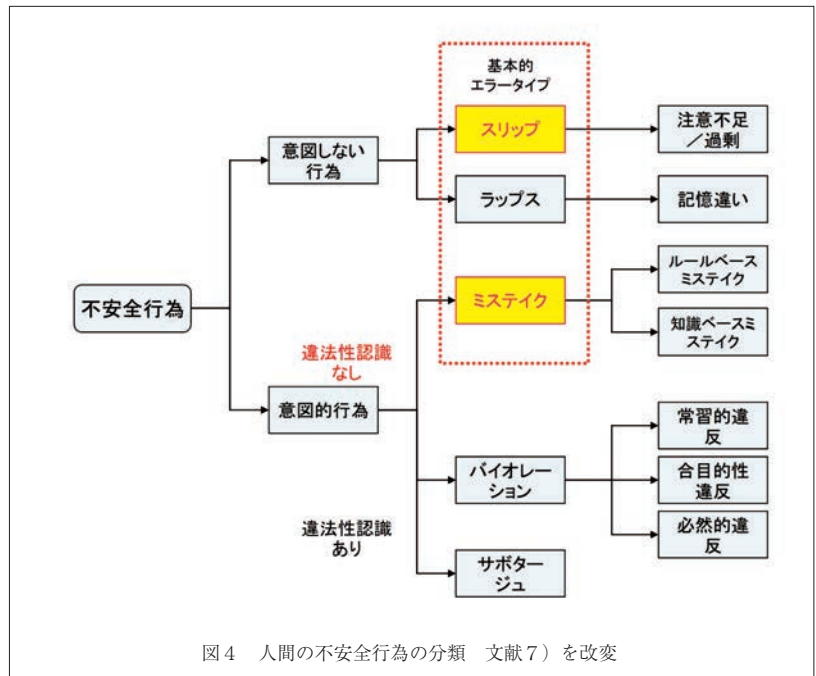 基本的
エラータイプ
スリップ
注意不足
／過剰
意図しない
行為
ラップス
記憶違い
不安全行為
ミステイク
ルールベース
ミステイク
知識ベースミ
ステイク
違法性認識
なし
意図的行為
バイオレー
ション
常習的違
反
合目的性
違反
必然的違
反
違法性認識
あり
サボター
ジュ
図４　人間の不安全行為の分類　文献７）を改変